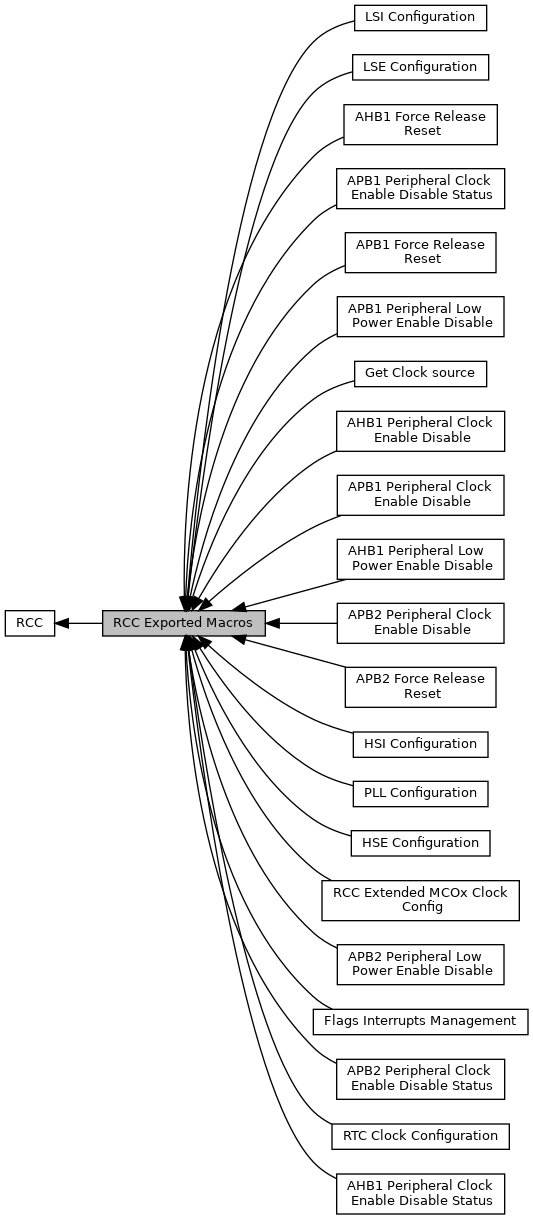 LSI Configuration
LSE Configuration
AHB1 Force Release
Reset
APB1 Peripheral Clock
Enable Disable Status
APB1 Force Release
Reset
APB1 Peripheral Low
Power Enable Disable
Get Clock source
AHB1 Peripheral Clock
Enable Disable
APB1 Peripheral Clock
Enable Disable
AHB1 Peripheral Low
Power Enable Disable
RCC
RCC Exported Macros
APB2 Peripheral Clock
Enable Disable
APB2 Force Release
Reset
HSI Configuration
PLL Configuration
HSE Configuration
RCC Extended MCOx Clock
Config
APB2 Peripheral Low
Power Enable Disable
Flags Interrupts Management
APB2 Peripheral Clock
Enable Disable Status
RTC Clock Configuration
AHB1 Peripheral Clock
Enable Disable Status